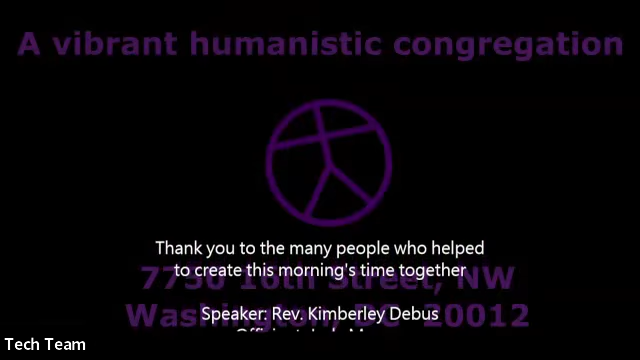 A vibrant humanistic congregation
Thank you to the many people who helped
to create this morning's time together
7750 16th Street, NW
Speaker: Rev. Kimberley Debus
Washington, DC 20012
Tech Team